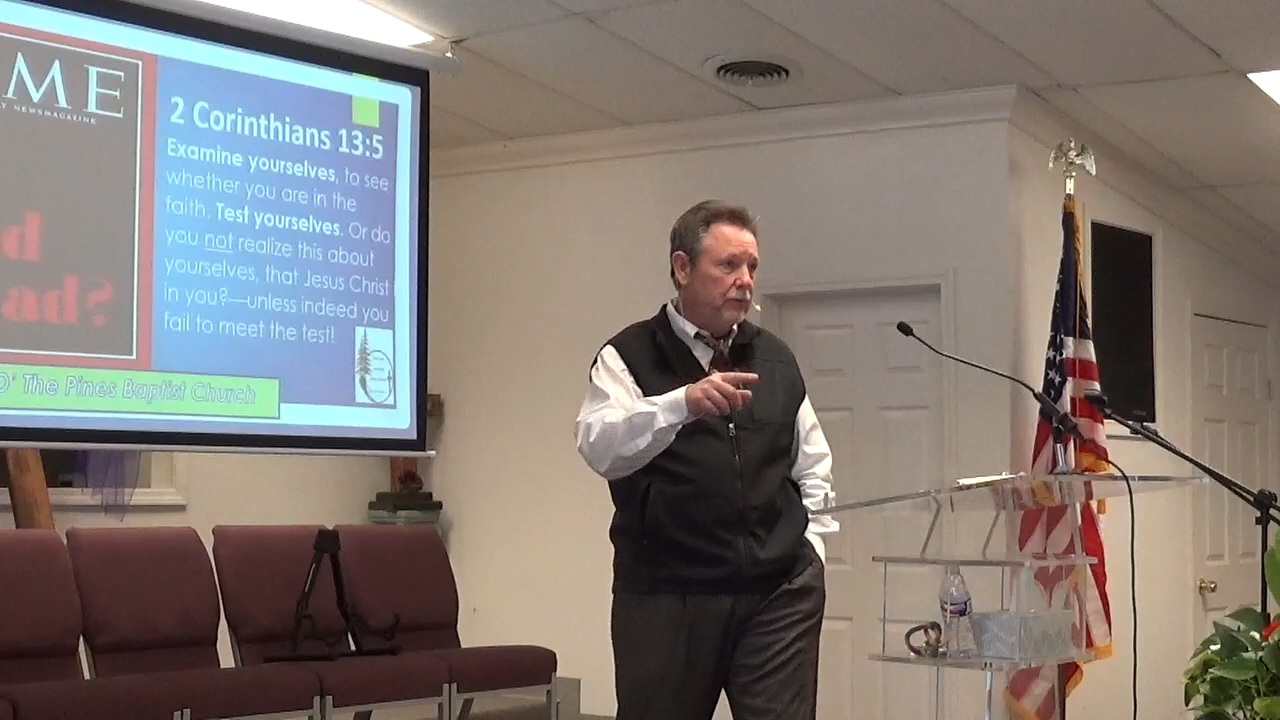 ME
Y NEWSMAGAZINE
d
ad?
2 Corinthians 13:5
Examine yourselves, to see
whether you are in the
faith. Test yourselves. Or do
you not realize this about
yourselves, that Jesus Christ
in you?—unless indeed you
fail to meet the test!
O' The Pines Baptist Church